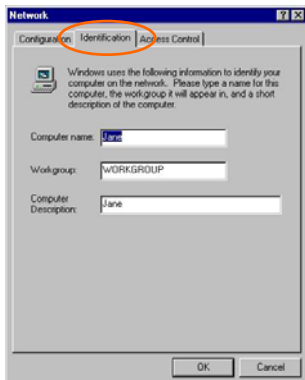 Network
Configuration Identification Access Control
Windows uses the following information to identify your
computer on the network. Please type a name for this
computer, the workgroup it will appear in, and a short
description of the computer.
Computer name: Jane
Workgroup: WORKGROUP
Computer
Description: Jane
OK Cancel